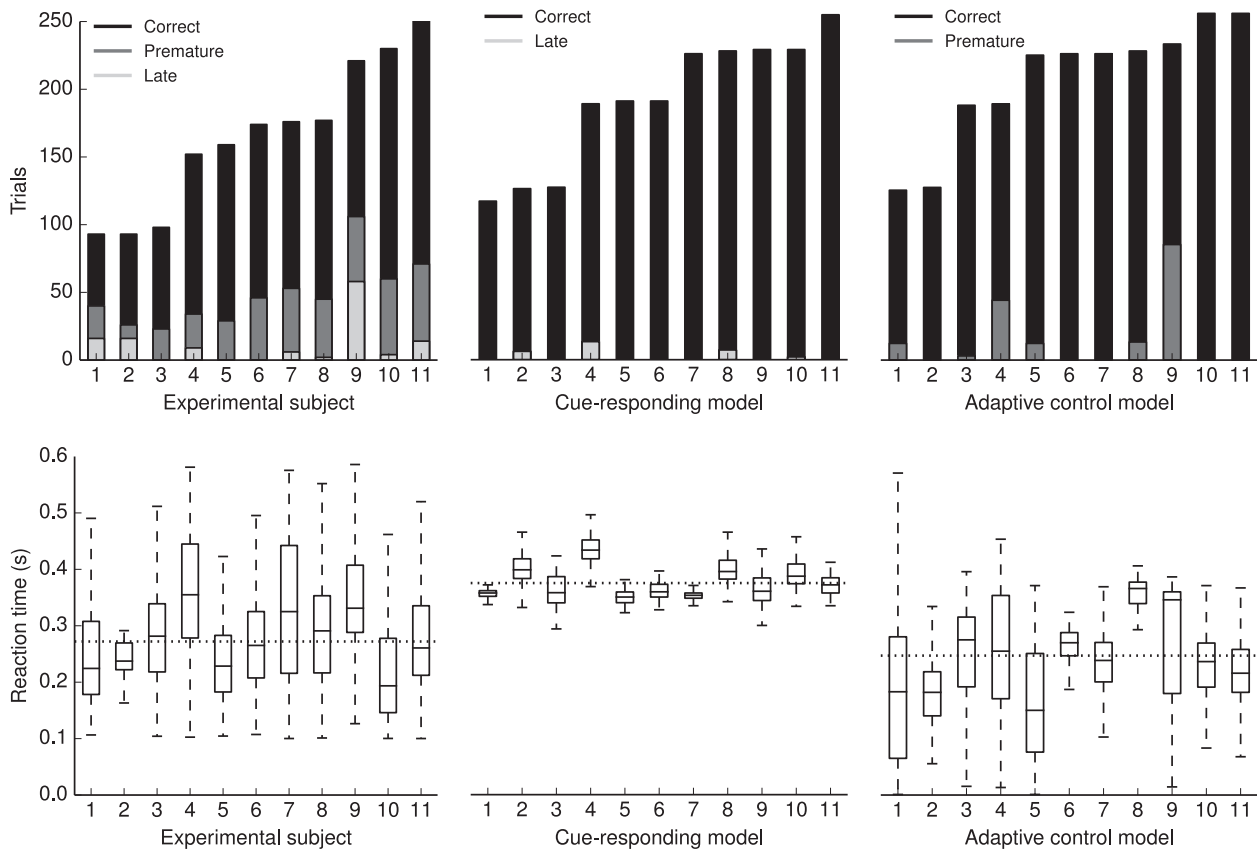 250
200
150
100
50
0
Trials
Correct
Premature
Late
1 2 3 4 5 6 7 8 9 10 11
Experimental subject
Correct
Late
1 2 3 4 5 6 7 8 9 10 11
Cue-responding model
Correct
Premature
1 2 3 4 5 6 7 8 9 10 11
Adaptive control model
0.6
0.5
0.4
0.3
0.2
0.1
0.0
Reaction time (s)
1 2 3 4 5 6 7 8 9 10 11
Experimental subject
1 2 3 4 5 6 7 8 9 10 11
Cue-responding model
1 2 3 4 5 6 7 8 9 10 11
Adaptive control model